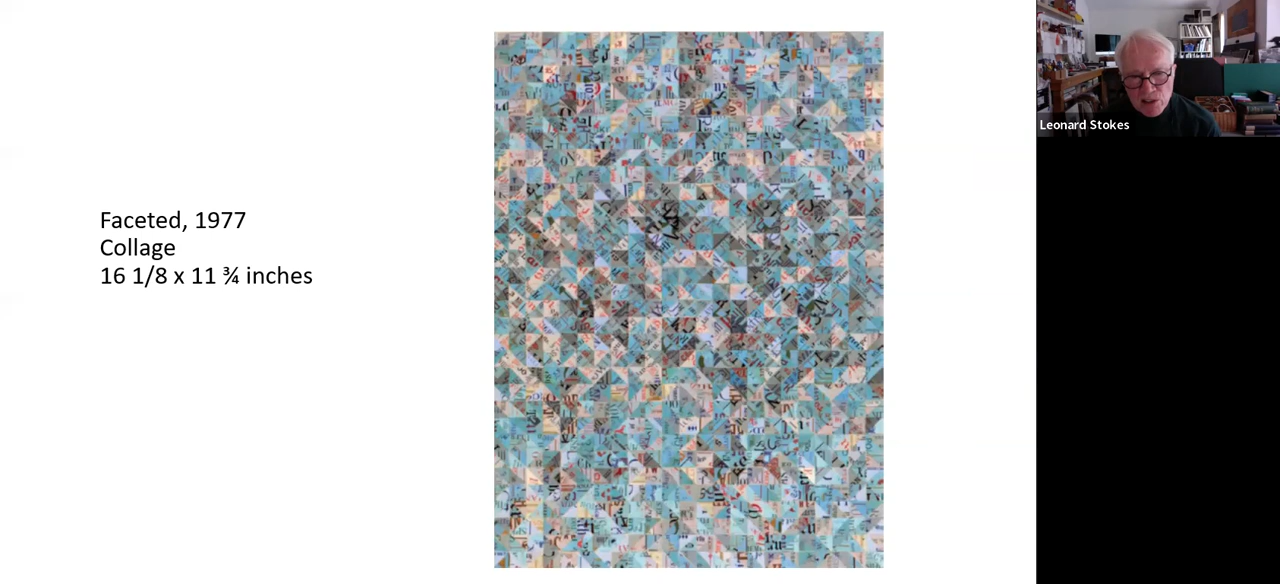 Faceted, 1977
Collage
16 1/8 x 11 ¾ inches
Leonard Stokes